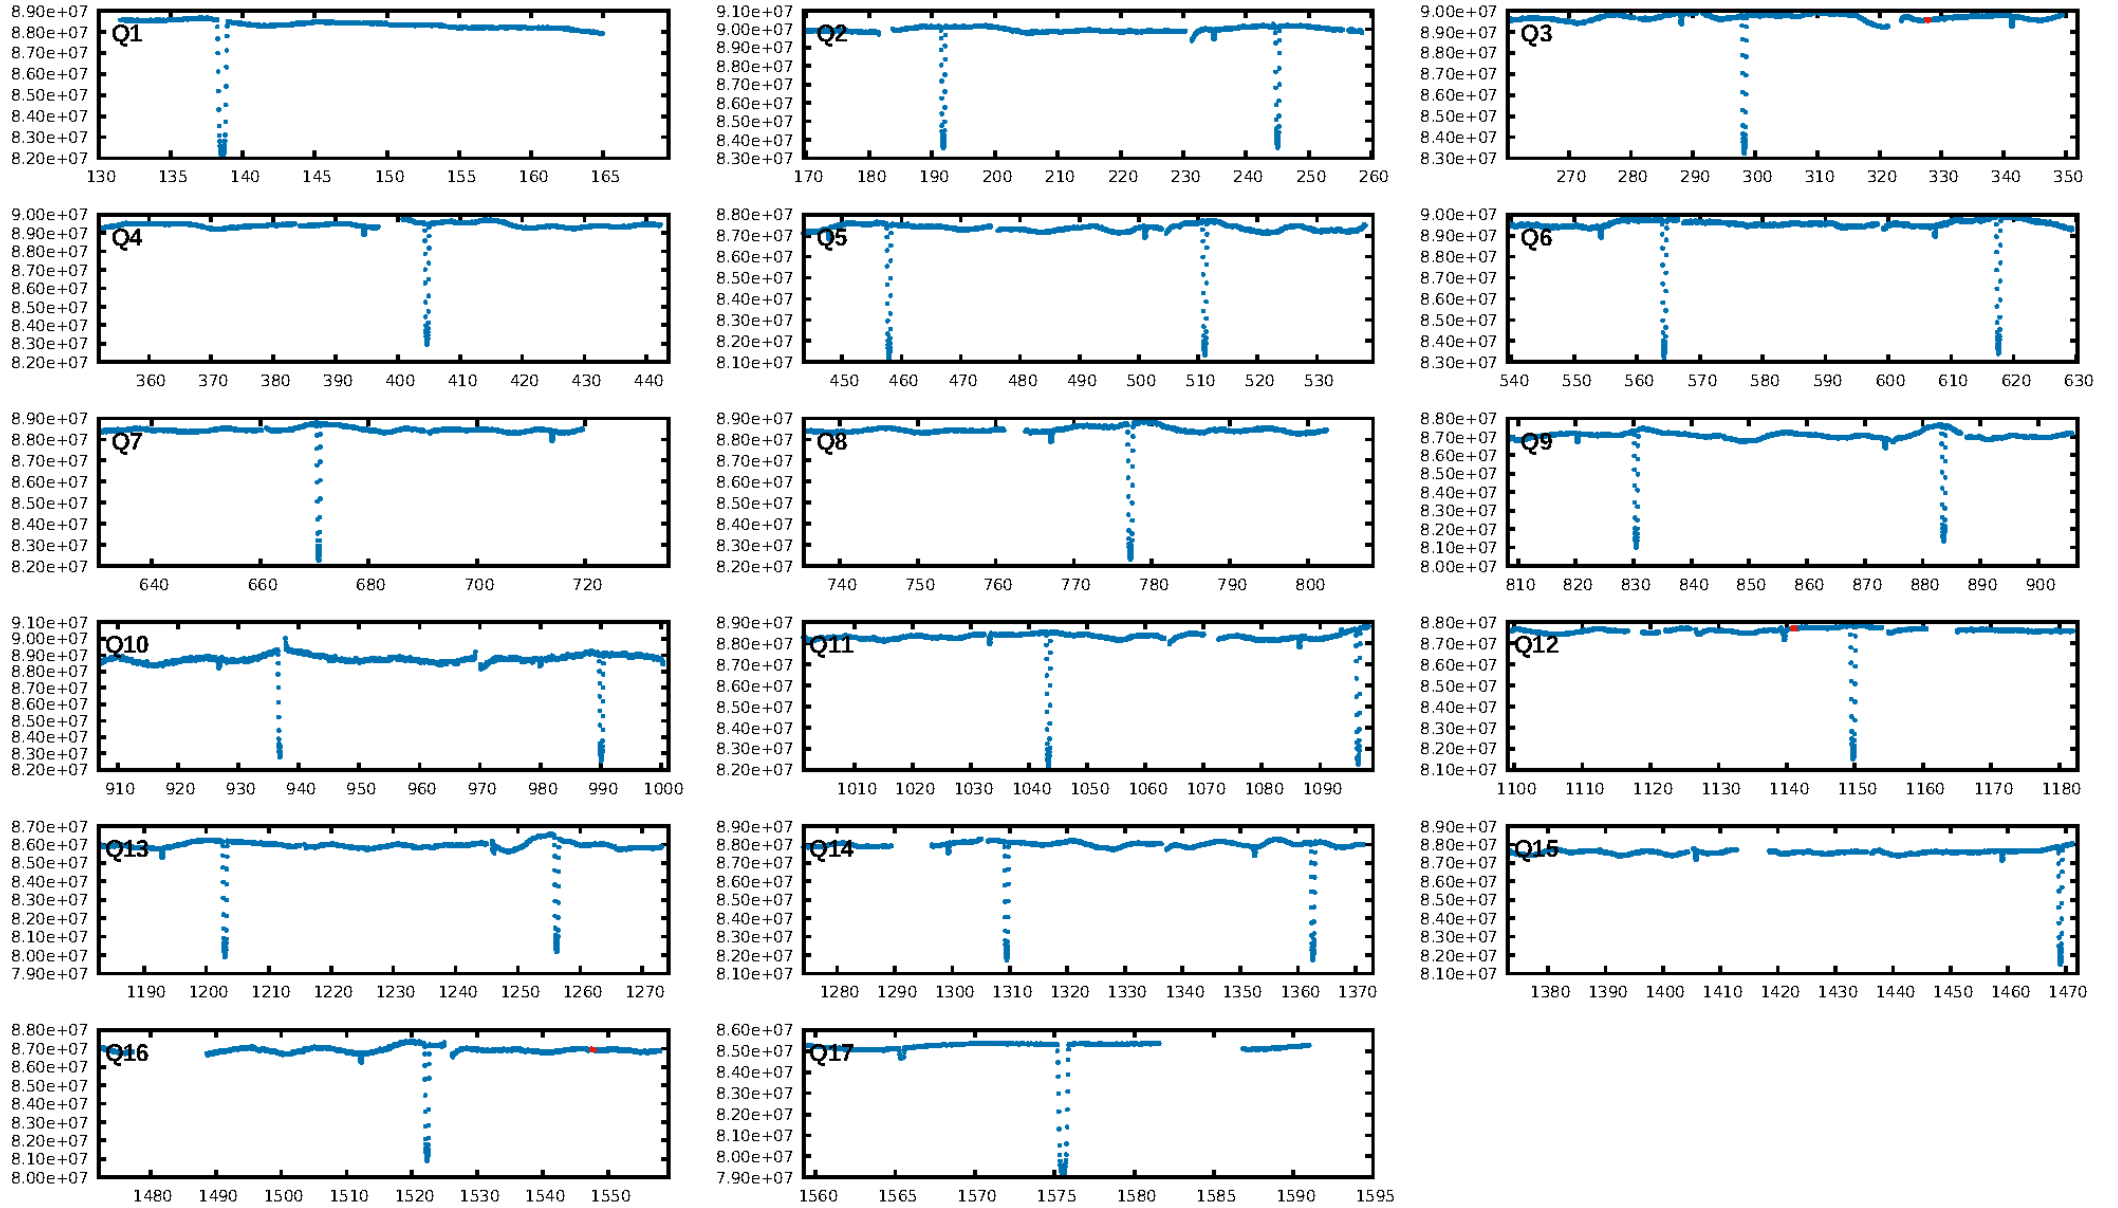 8.90e+07
Q1
8.80e+07
8.70e+07
8.60e+07
8.50e+07
8.40e+07
8.30e+07
8.20e+07
130 135 140 145 150 155 160 165
9.10e+07
9.00e+07
Q2
8.90e+07
8.80e+07
8.70e+07
8.60e+07
8.50e+07
8.40e+07
8.30e+07
170 180 190 200 210 220 230 240 250 260
9.00e+07
Q3
8.90e+07
8.80e+07
8.70e+07
8.60e+07
8.50e+07
8.40e+07
8.30e+07
270 280 290 300 310 320 330 340 350
9.00e+07
8.90e+07
Q4
8.80e+07
8.70e+07
8.60e+07
8.50e+07
8.40e+07
8.30e+07
8.20e+07
360 370 380 390 400 410 420 430 440
8.80e+07
8.70e+07
Q5
8.60e+07
8.50e+07
8.40e+07
8.30e+07
8.20e+07
8.10e+07
450 460 470 480 490 500 510 520 530
9.00e+07
8.90e+07
Q6
8.80e+07
8.70e+07
8.60e+07
8.50e+07
8.40e+07
8.30e+07
540 550 560 570 580 590 600 610 620 630
8.90e+07
8.80e+07
Q7
8.70e+07
8.60e+07
8.50e+07
8.40e+07
8.30e+07
8.20e+07
640 660 680 700 720
8.90e+07
8.80e+07
Q8
8.70e+07
8.60e+07
8.50e+07
8.40e+07
8.30e+07
8.20e+07
740 750 760 770 780 790 800
8.80e+07
8.70e+07
Q9
8.60e+07
8.50e+07
8.40e+07
8.30e+07
8.20e+07
8.10e+07
8.00e+07
810 820 830 840 850 860 870 880 890 900
9.10e+07
9.00e+07
Q10
8.90e+07
8.80e+07
8.70e+07
8.60e+07
8.50e+07
8.40e+07
8.30e+07
8.20e+07
910 920 930 940 950 960 970 980 990 1000
8.90e+07
8.80e+07
Q11
8.70e+07
8.60e+07
8.50e+07
8.40e+07
8.30e+07
8.20e+07
1010 1020 1030 1040 1050 1060 1070 1080 1090
8.80e+07
8.70e+07
Q12
8.60e+07
8.50e+07
8.40e+07
8.30e+07
8.20e+07
8.10e+07
1100 1110 1120 1130 1140 1150 1160 1170 1180
8.70e+07
8.60e+07
Q13
8.50e+07
8.40e+07
8.30e+07
8.20e+07
8.10e+07
8.00e+07
7.90e+07
1190 1200 1210 1220 1230 1240 1250 1260 1270
8.90e+07
8.80e+07
Q14
8.70e+07
8.60e+07
8.50e+07
8.40e+07
8.30e+07
8.20e+07
8.10e+07
1280 1290 1300 1310 1320 1330 1340 1350 1360 1370
8.90e+07
8.80e+07
Q15
8.70e+07
8.60e+07
8.50e+07
8.40e+07
8.30e+07
8.20e+07
8.10e+07
1380 1390 1400 1410 1420 1430 1440 1450 1460 1470
8.80e+07
8.70e+07
Q16
8.60e+07
8.50e+07
8.40e+07
8.30e+07
8.20e+07
8.10e+07
8.00e+07
1480 1490 1500 1510 1520 1530 1540 1550
8.60e+07
8.50e+07
Q17
8.40e+07
8.30e+07
8.20e+07
8.10e+07
8.00e+07
7.90e+07
1560 1565 1570 1575 1580 1585 1590 1595